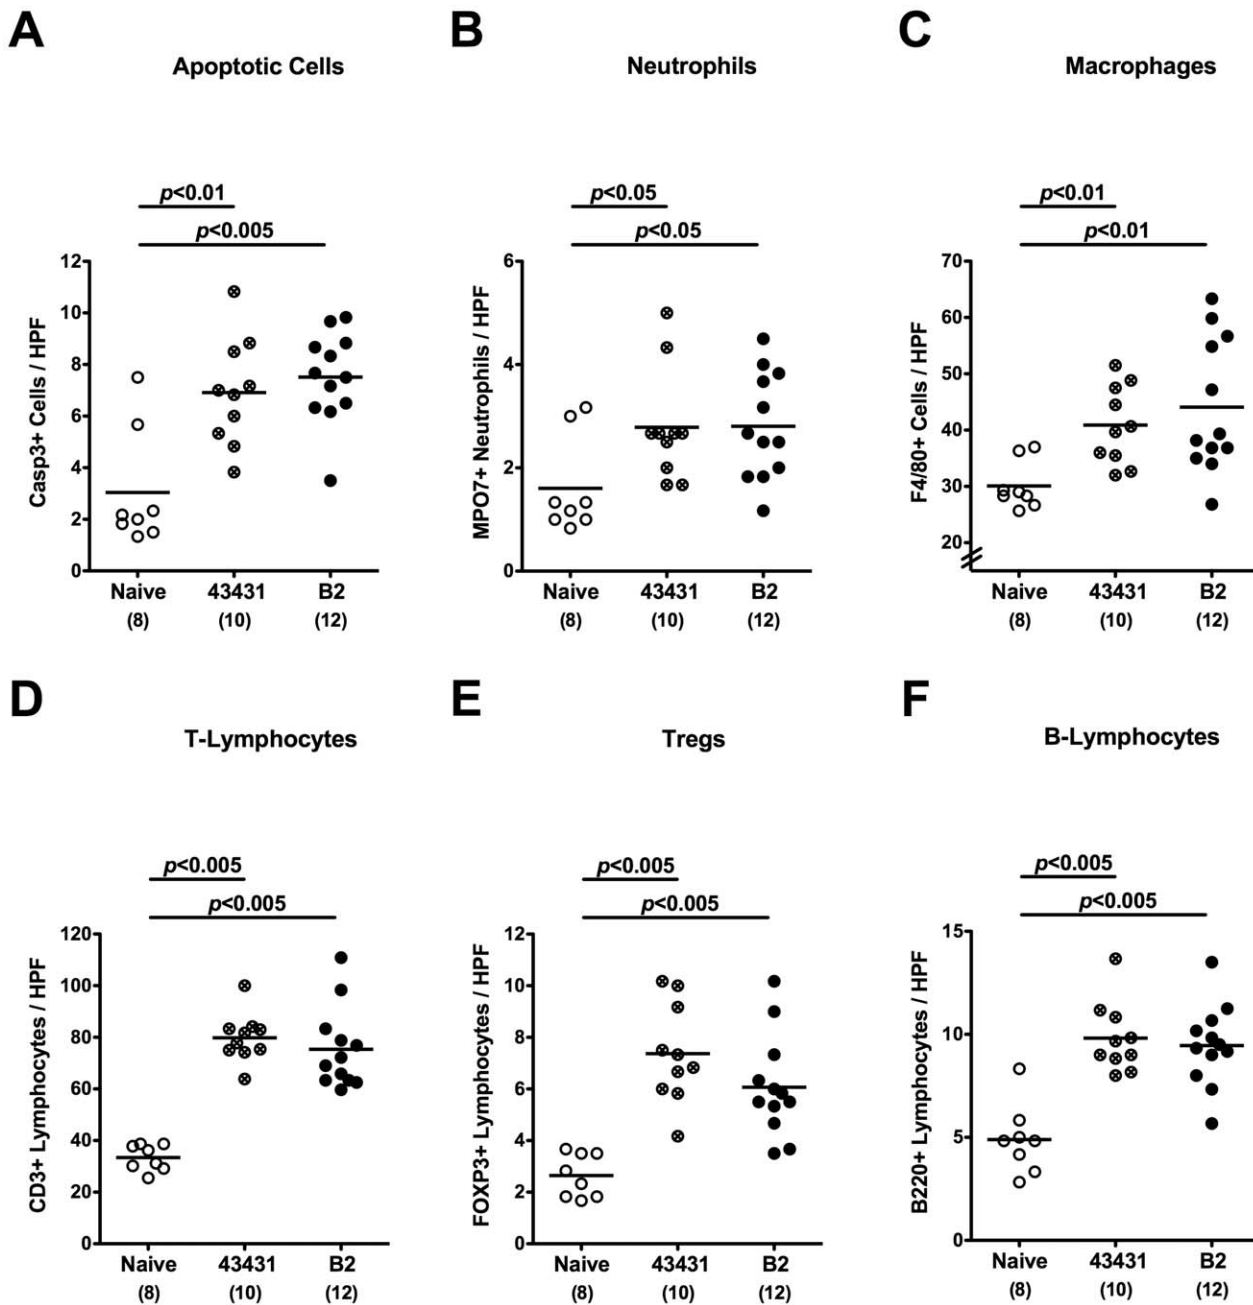 A
Apoptotic Cells
p<0.01
p<0.005
Casp3+ Cells / HPF
12
10
8
6
4
2
0
Naive
43431
B2
(8)
(10)
(12)
B
Neutrophils
p<0.05
p<0.05
MPO7+ Neutrophils / HPF
6
4
2
0
Naive
43431
B2
(8)
(10)
(12)
C
Macrophages
p<0.01
p<0.01
F4/80+ Cells / HPF
70
60
50
40
30
20
Naive
43431
B2
(8)
(10)
(12)
D
T-Lymphocytes
p<0.005
p<0.005
CD3+ Lymphocytes / HPF
120
100
80
60
40
20
0
Naive
43431
B2
(8)
(10)
(12)
E
Tregs
p<0.005
p<0.005
FOXP3+ Lymphocytes / HPF
12
10
8
6
4
2
0
Naive
43431
B2
(8)
(10)
(12)
F
B-Lymphocytes
p<0.005
p<0.005
B220+ Lymphocytes / HPF
15
10
5
0
Naive
43431
B2
(8)
(10)
(12)